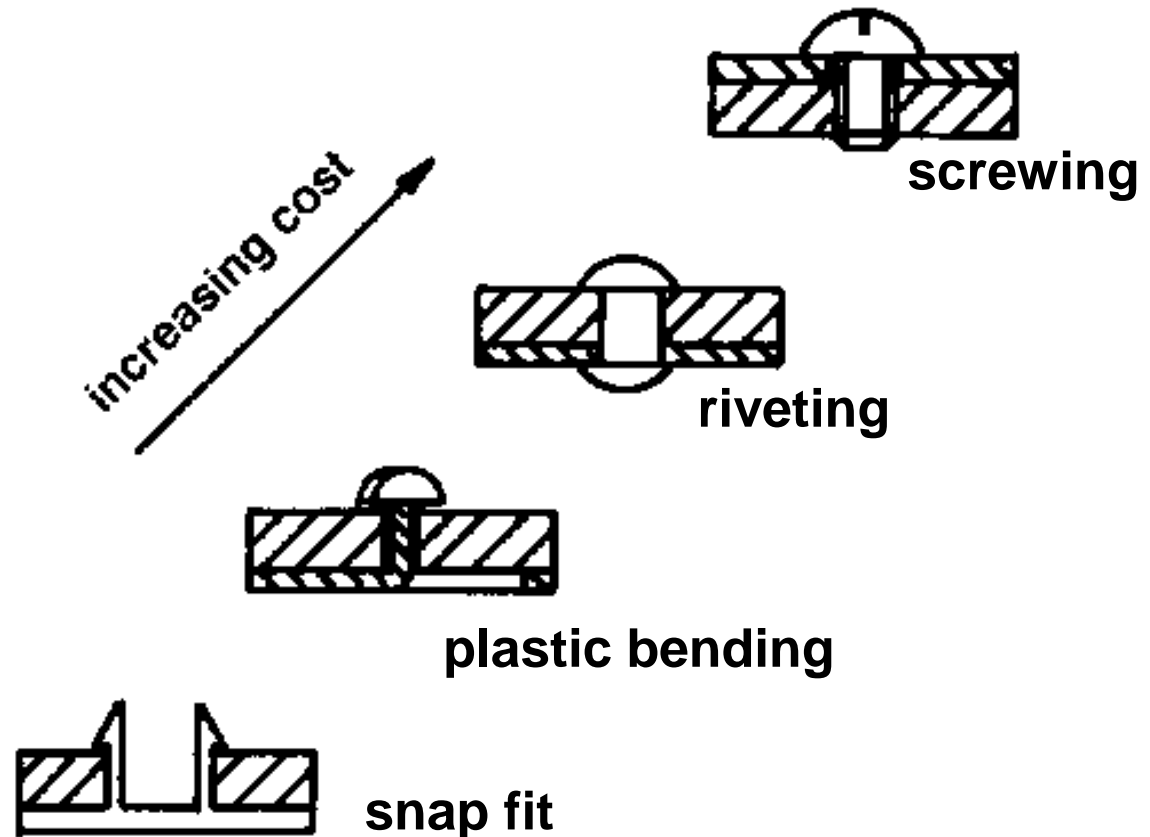 screwing
increasing cost
riveting
plastic bending
snap fit